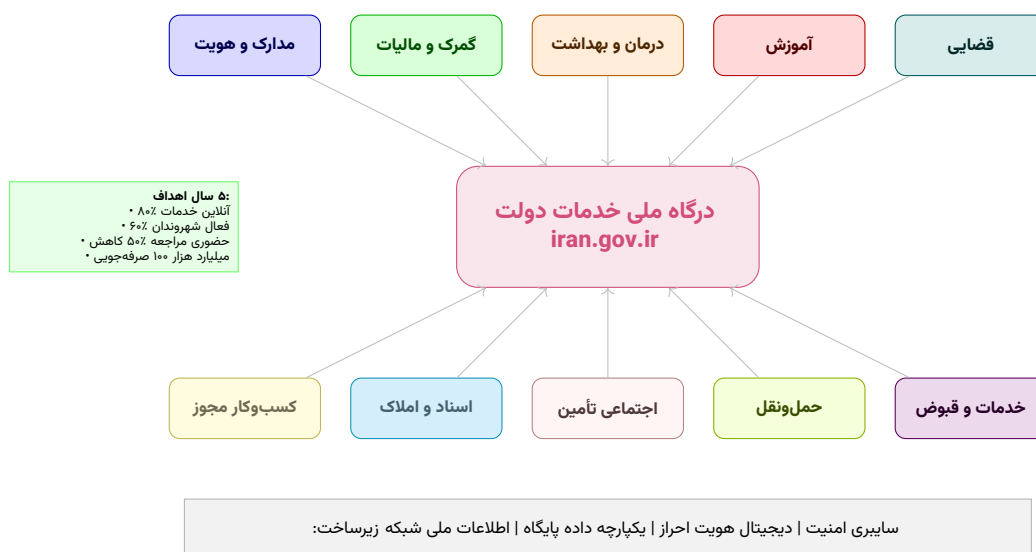 قضایی
آموزش
درمان و بهداشت
گمرک و مالیات
مدارک و هویت
درگاه ملی خدمات دولت
iran.gov.ir
:۵ سال اهداف
آنلاین خدمات ۸۰٪ •
فعال شهروندان ۶۰٪ •
حضوری مراجعه ۵۰٪ کاهش •
میلیارد هزار ۱۰۰ صرفه‌جویی •
خدمات و قبوض
حمل‌ونقل
اجتماعی تأمین
اسناد و املاک
کسب‌وکار مجوز
سایبری امنیت | دیجیتال هویت احراز | یکپارچه داده پایگاه | اطلاعات ملی شبکه زیرساخت: